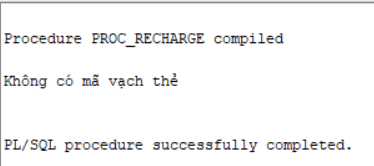 Procedure PROC_RECHARGE compiled
Không có mã vạch thẻ
PL/SQL procedure successfully completed.